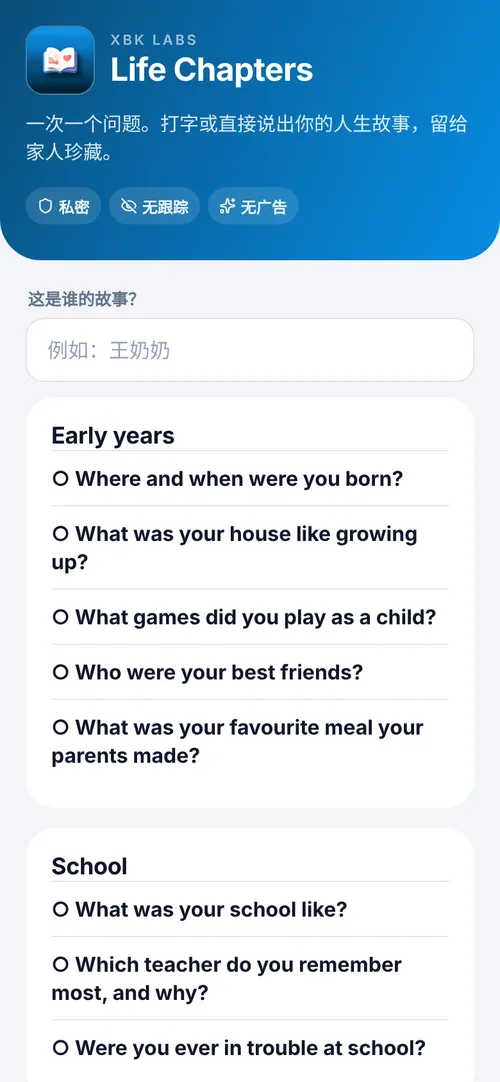 XBK LABS
Life Chapters
一次一个问题。打字或直接说出你的人生故事，留给
家人珍藏。
私密
无跟踪
无广告
这是谁的故事？
例如：王奶奶
Early years
Where and when were you born?
What was your house like growing
up?
What games did you play as a child?
Who were your best friends?
What was your favourite meal your
parents made?
School
What was your school like?
Which teacher do you remember
most, and why?
Were you ever in trouble at school?